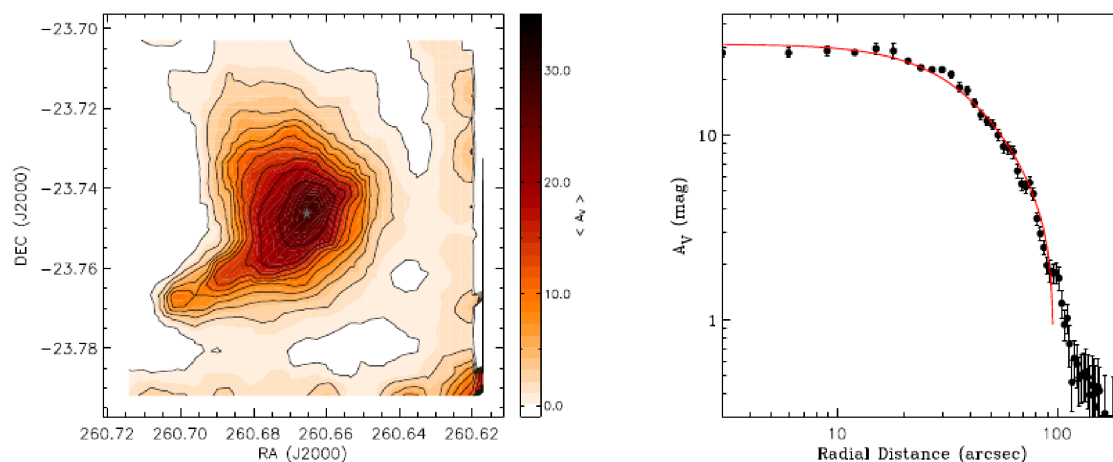 -23.70
-23.72
-23.74
-23.76
-23.78
DEC (J2000)
260.72 260.70 260.68 260.66 260.64 260.62
RA (J2000)
30.0
20.0
10.0
0.0
< A_V >
10
1
A_V (mag)
10 100
Radial Distance (arcsec)